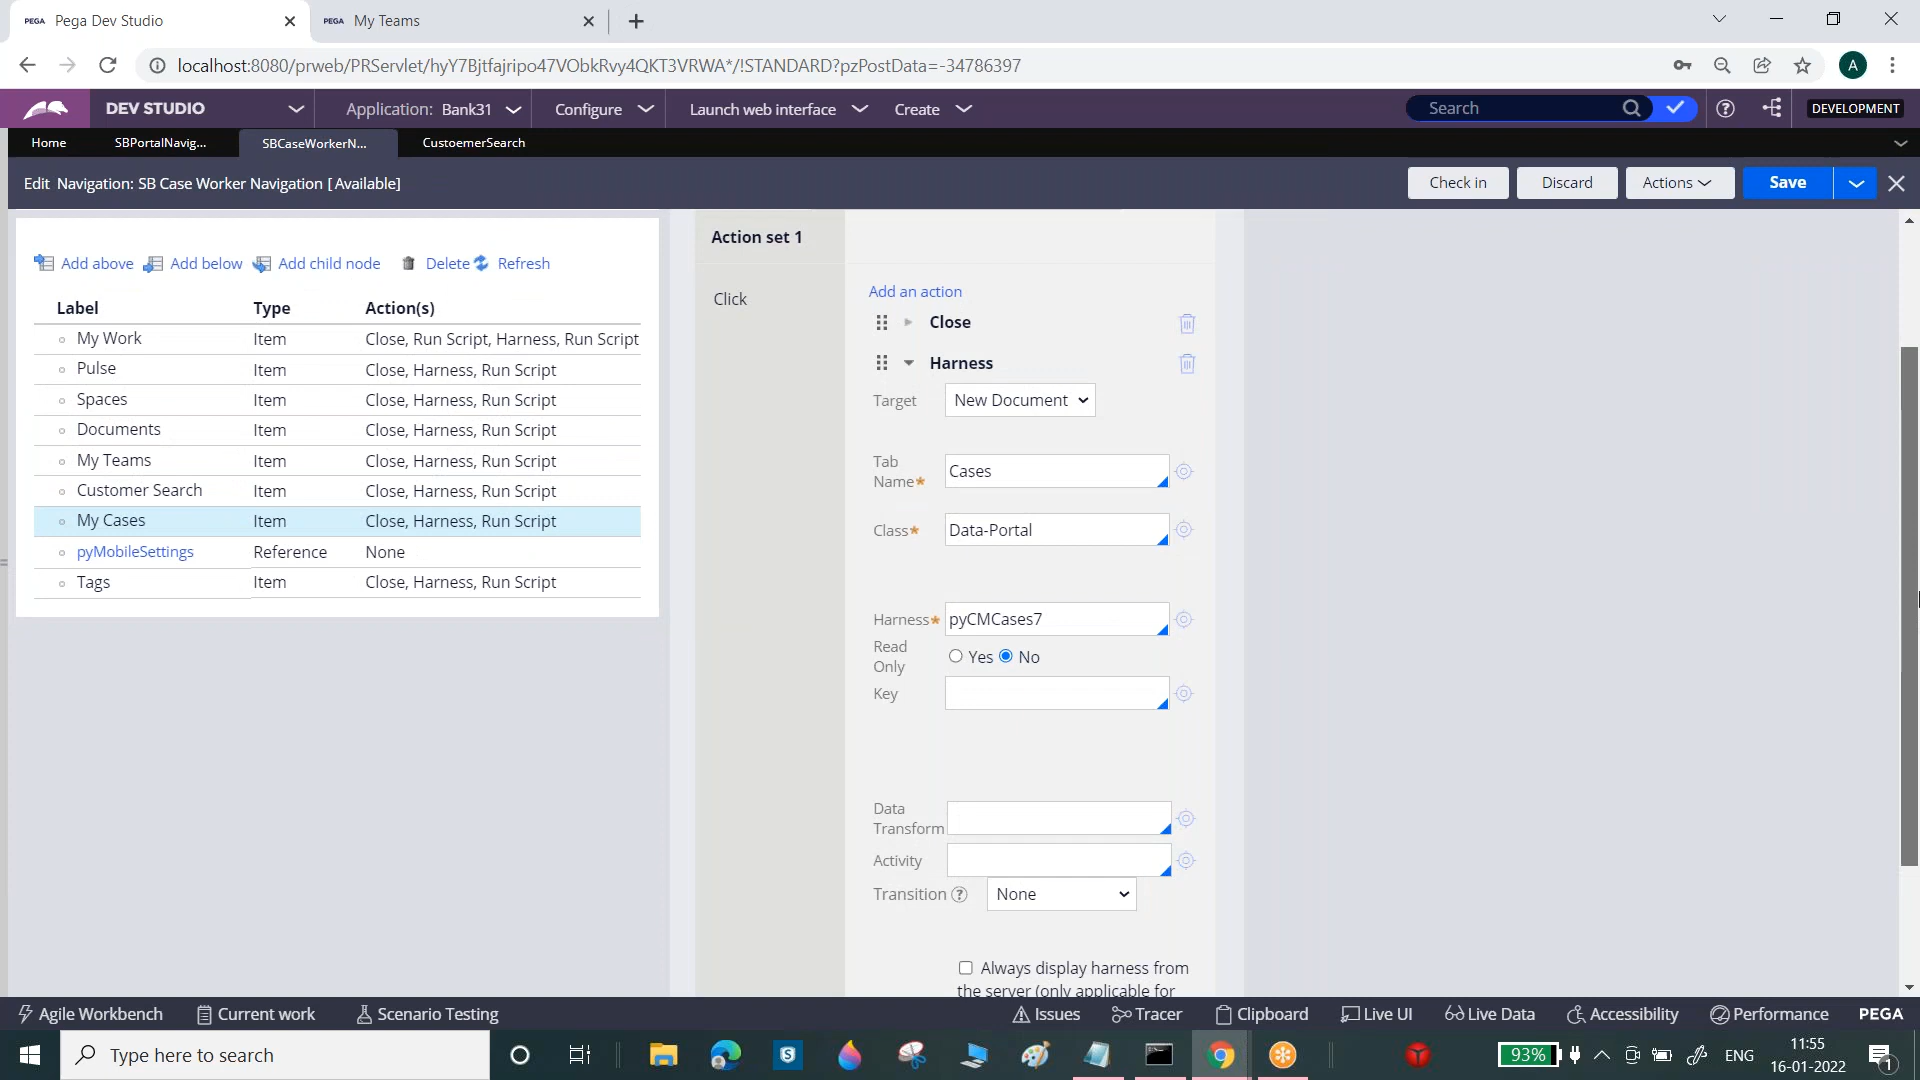 PEGA Pega Dev Studio
PEGA My Teams
localhost:8080/prweb/PRServlet/hyY7Bjtfajripo47VObkRvy4QKT3VRWA*/!STANDARD?pzPostData=-34786397
A
DEV STUDIO
Application: Bank31
Configure
Launch web interface
Create
Search
DEVELOPMENT
Home
SBPortalNavig...
SBCaseWorkerN...
CustoemerSearch
Edit Navigation: SB Case Worker Navigation [Available]
Check in
Discard
Actions
Save
Add above
Add below
Add child node
Delete
Refresh
Label Type Action(s)
My Work Item Close, Run Script, Harness, Run Script
Pulse Item Close, Harness, Run Script
Spaces Item Close, Harness, Run Script
Documents Item Close, Harness, Run Script
My Teams Item Close, Harness, Run Script
Customer Search Item Close, Harness, Run Script
My Cases Item Close, Harness, Run Script
pyMobileSettings Reference None
Tags Item Close, Harness, Run Script
Action set 1
Click
Add an action
Close
Harness
Target New Document
Tab
Name* Cases
Class* Data-Portal
Harness* pyCMCases7
Read
Only Yes No
Key
Data
Transform
Activity
Transition ? None
Always display harness from
the server (only applicable for
Agile Workbench
Current work
Scenario Testing
Issues
Tracer
Clipboard
Live UI
Live Data
Accessibility
Performance
PEGA
Type here to search
93%
ENG
11:55
16-01-2022
1